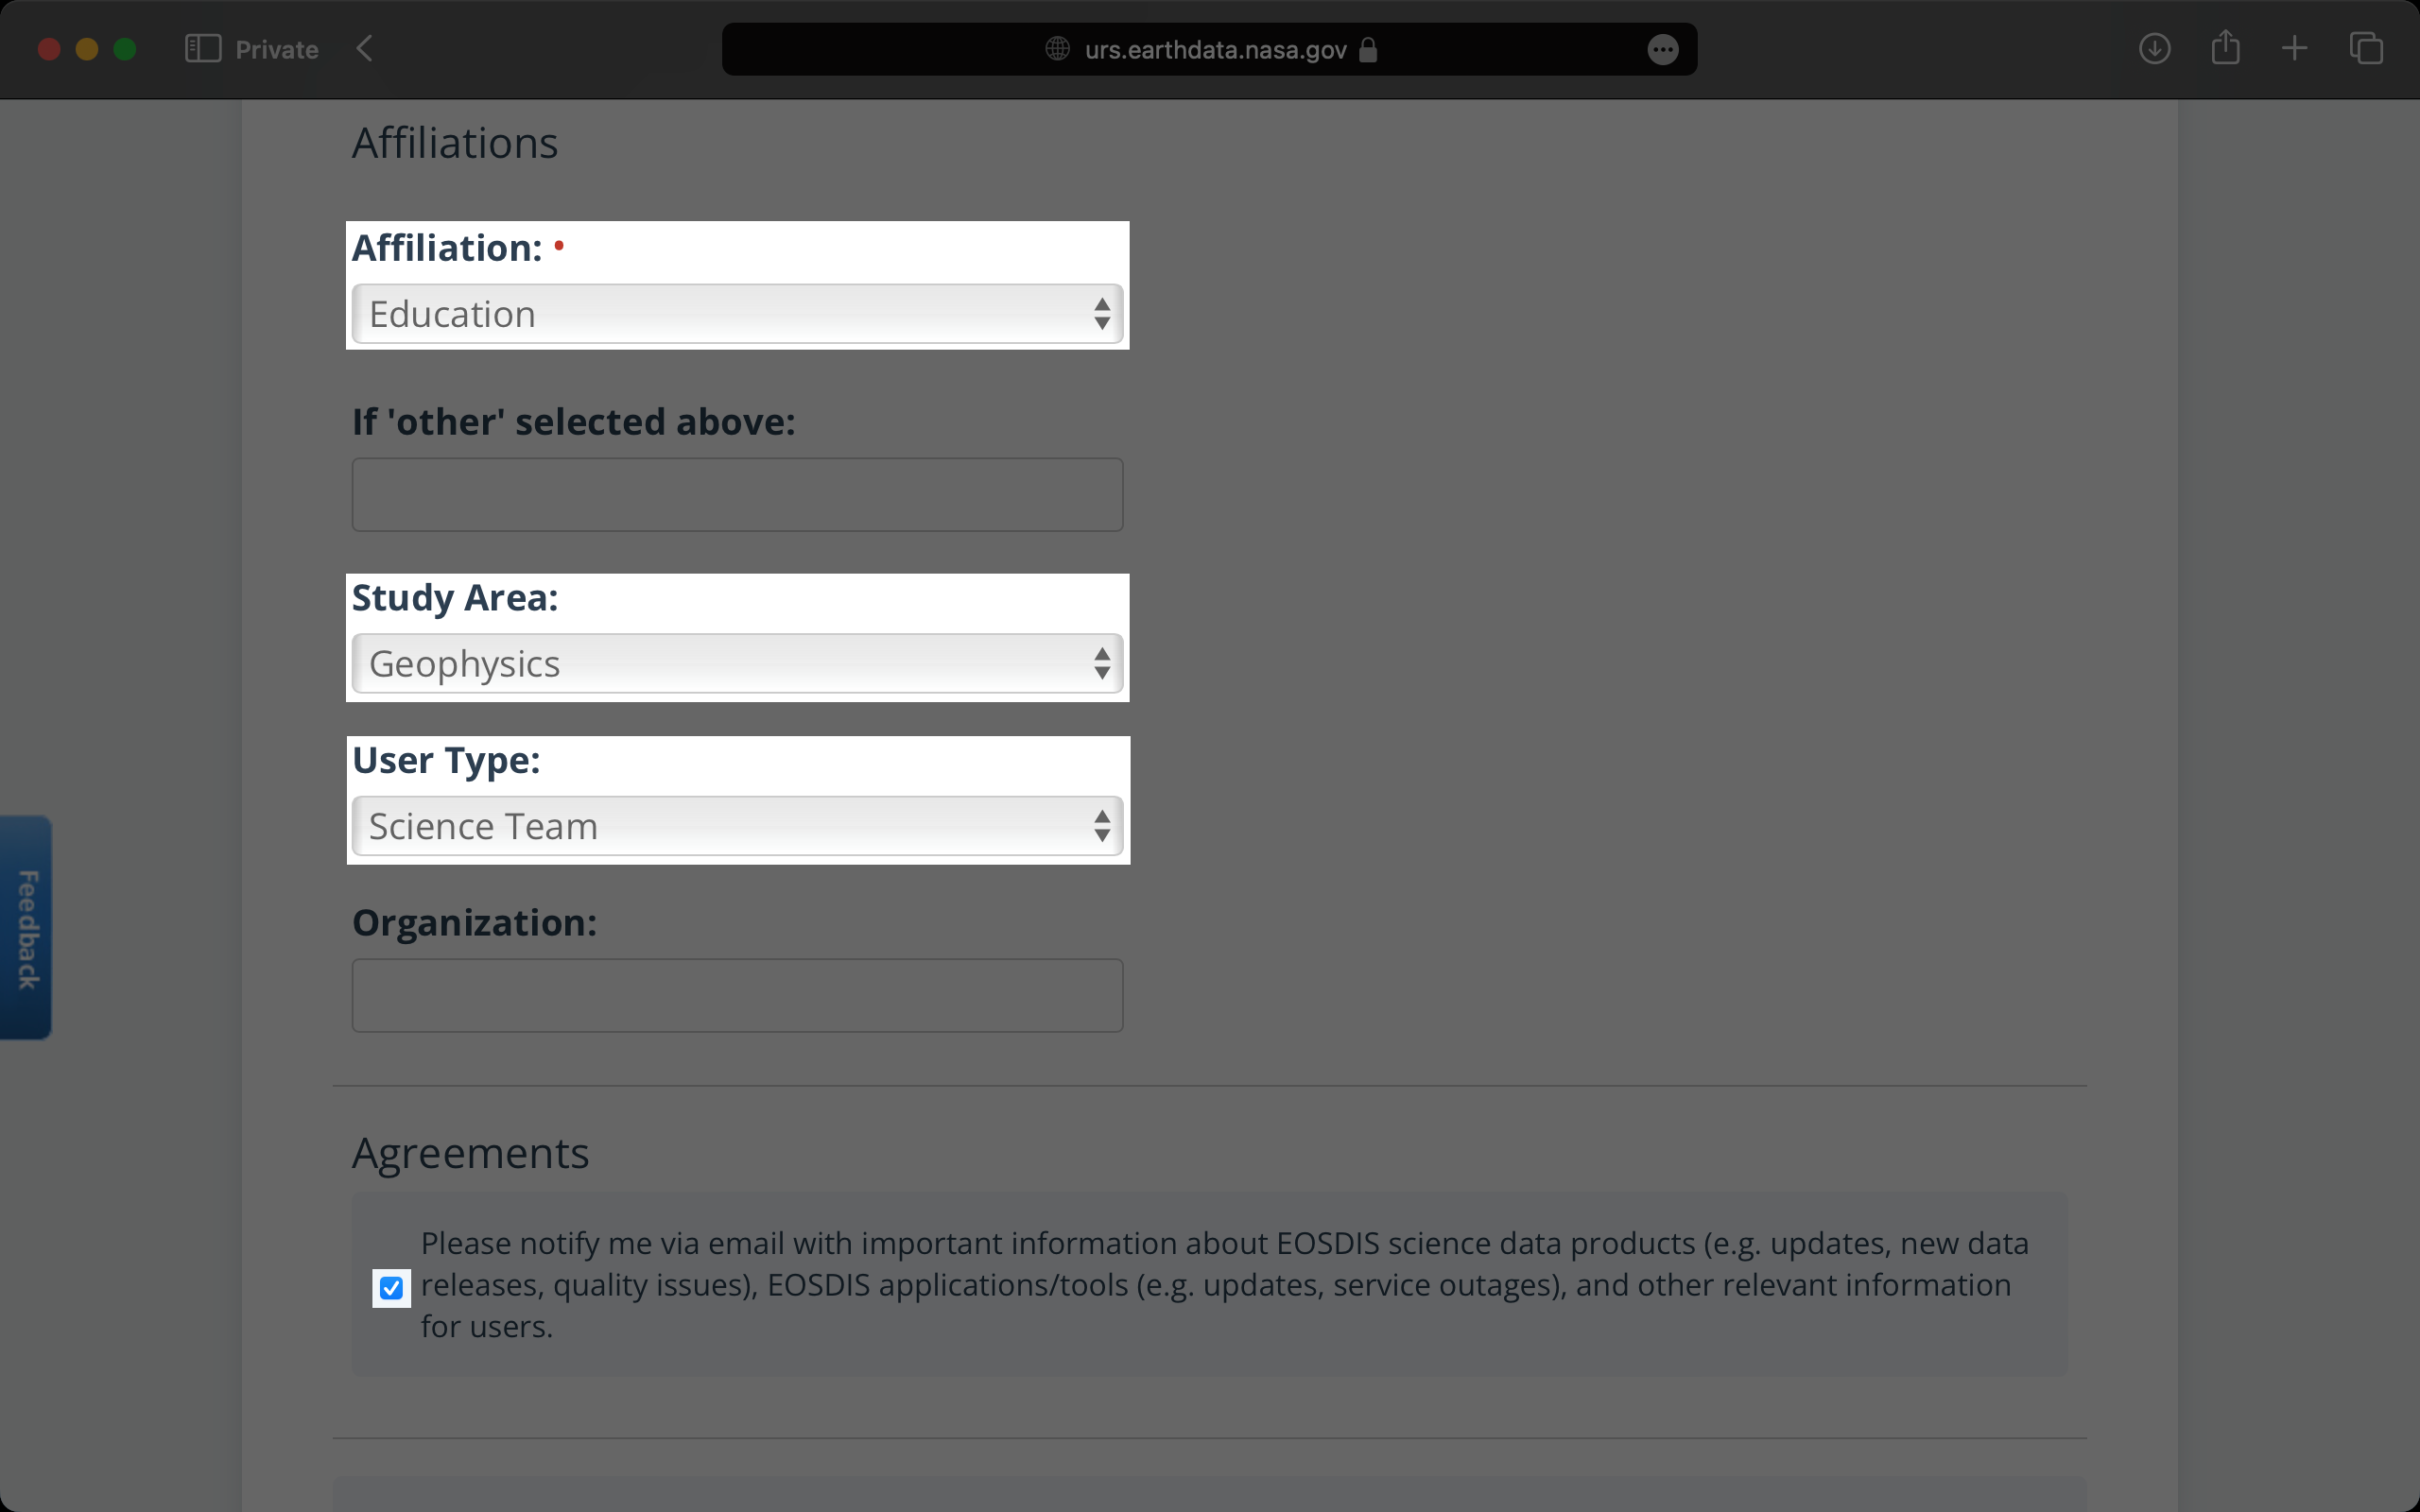 Private
urs.earthdata.nasa.gov
Affiliations
Affiliation: •
Education
If 'other' selected above:
Study Area:
Geophysics
User Type:
Science Team
Organization:
Feedback
Agreements
Please notify me via email with important information about EOSDIS science data products (e.g. updates, new data
releases, quality issues), EOSDIS applications/tools (e.g. updates, service outages), and other relevant information
for users.